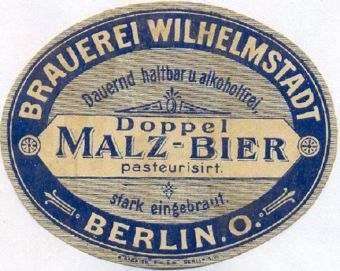 BRAUEREI WILHELMSTADT
Dauernd haltbar u. alkoholfrei,
Doppel
MALZ-BIER
pasteurisirt.
stark eingebraut.
BERLIN.O.